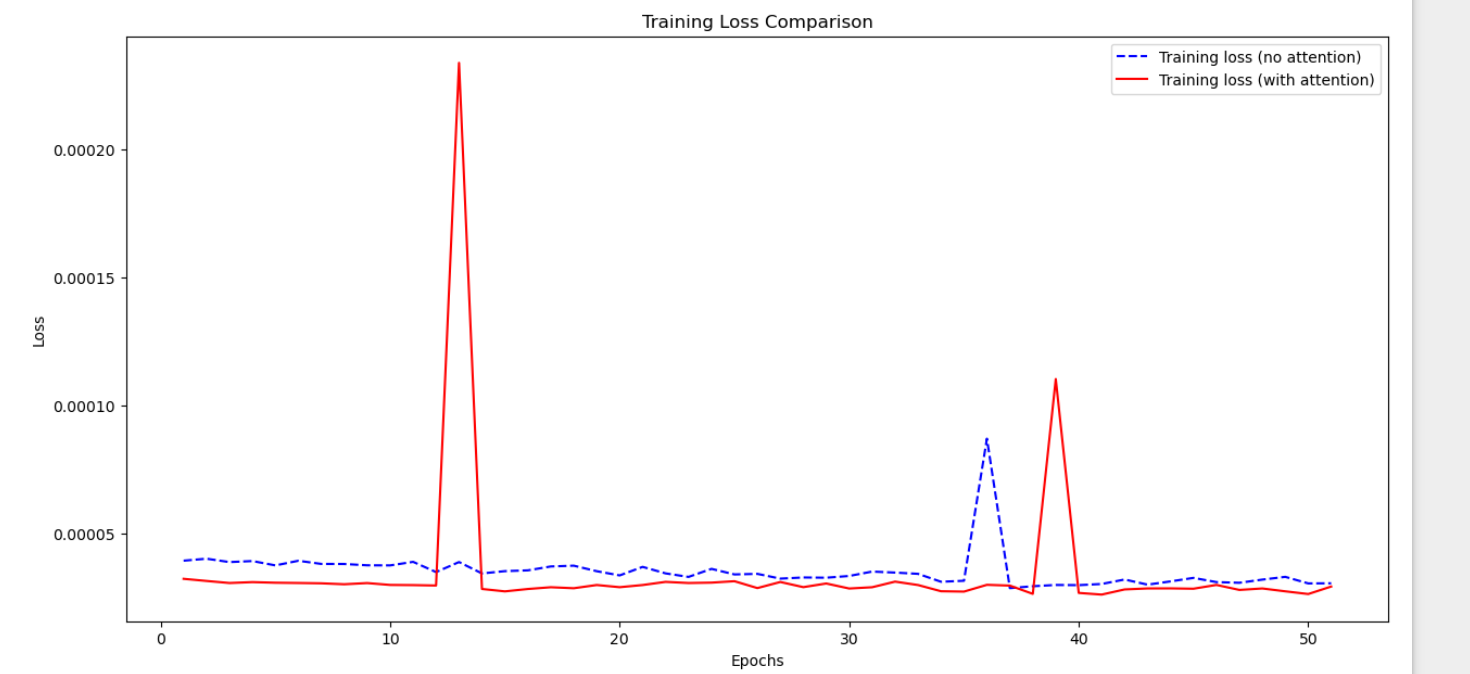 Training Loss Comparison
Training loss (no attention)
Training loss (with attention)
0.00020
0.00015
0.00010
0.00005
Loss
0 10 20 30 40 50
Epochs